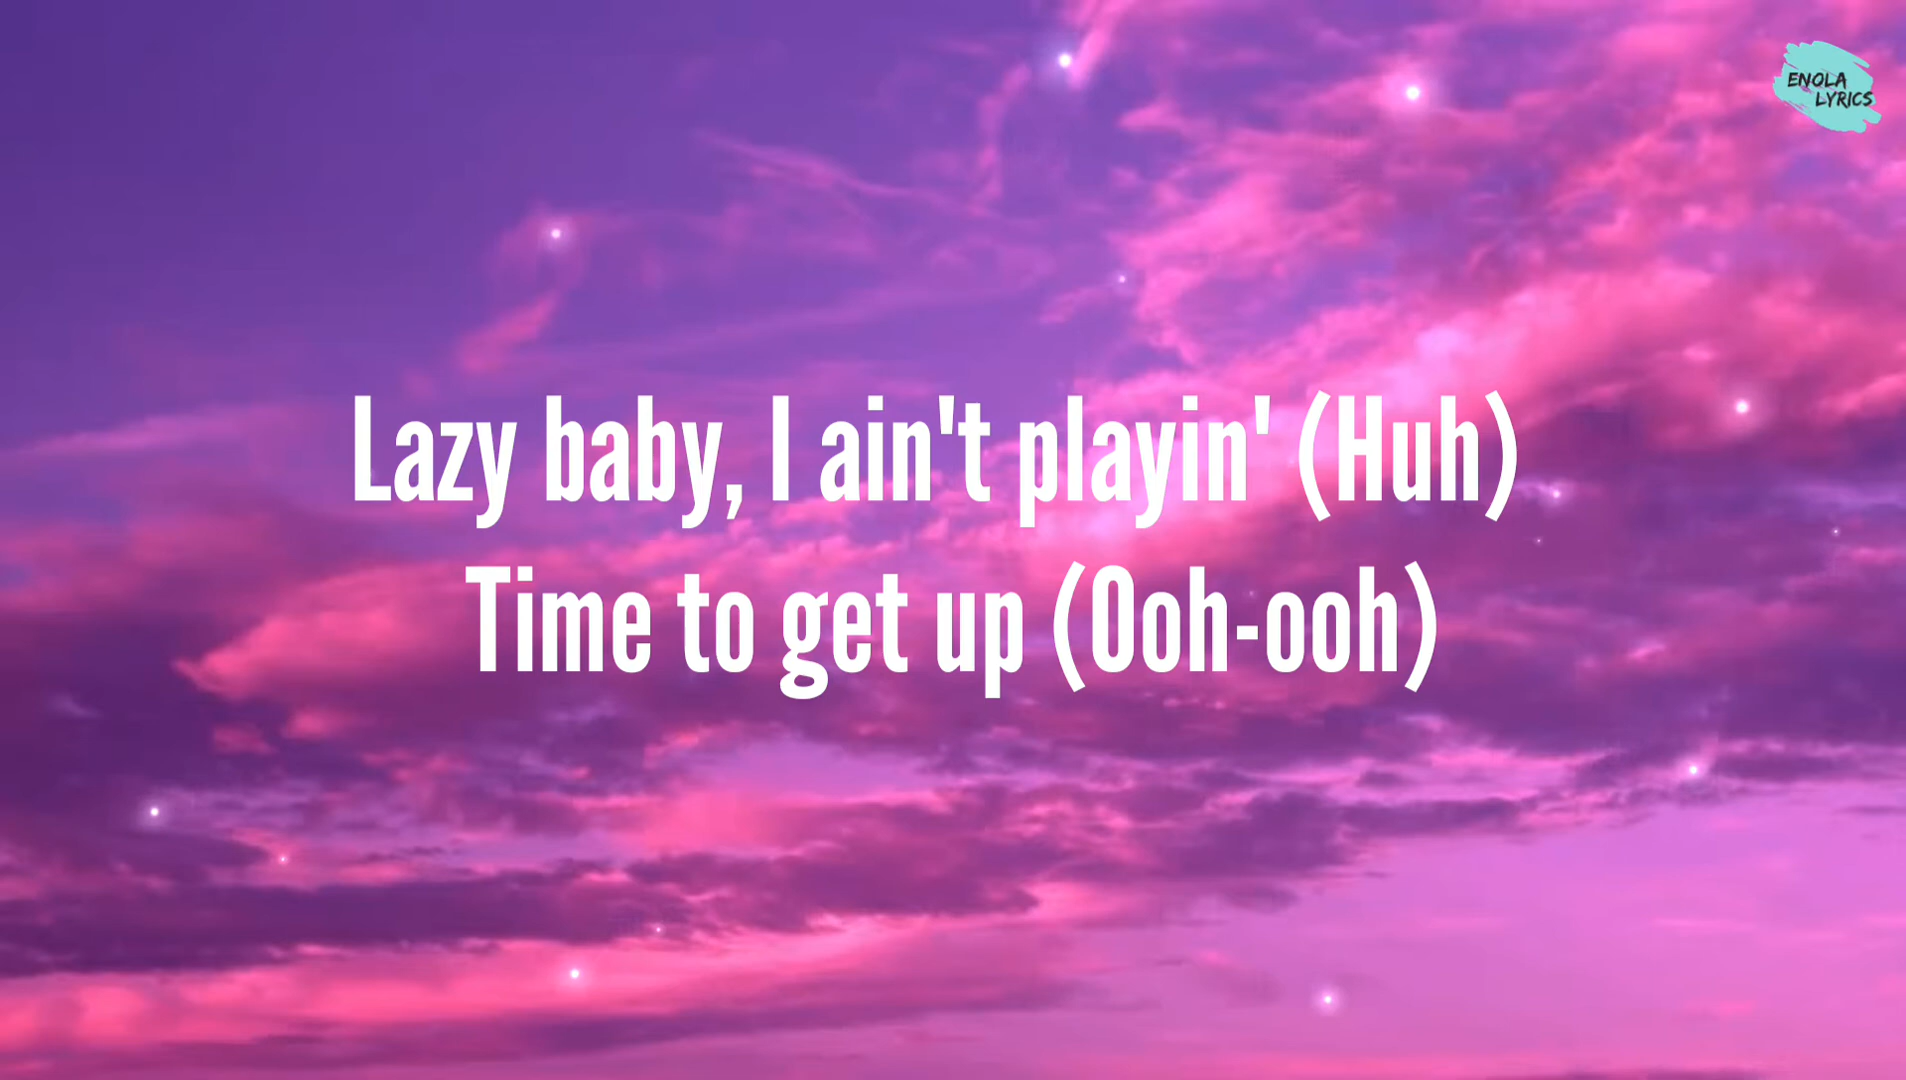 ENOLA
LYRICS
Lazy baby, I ain't playin' (Huh)
Time to get up (Ooh-ooh)